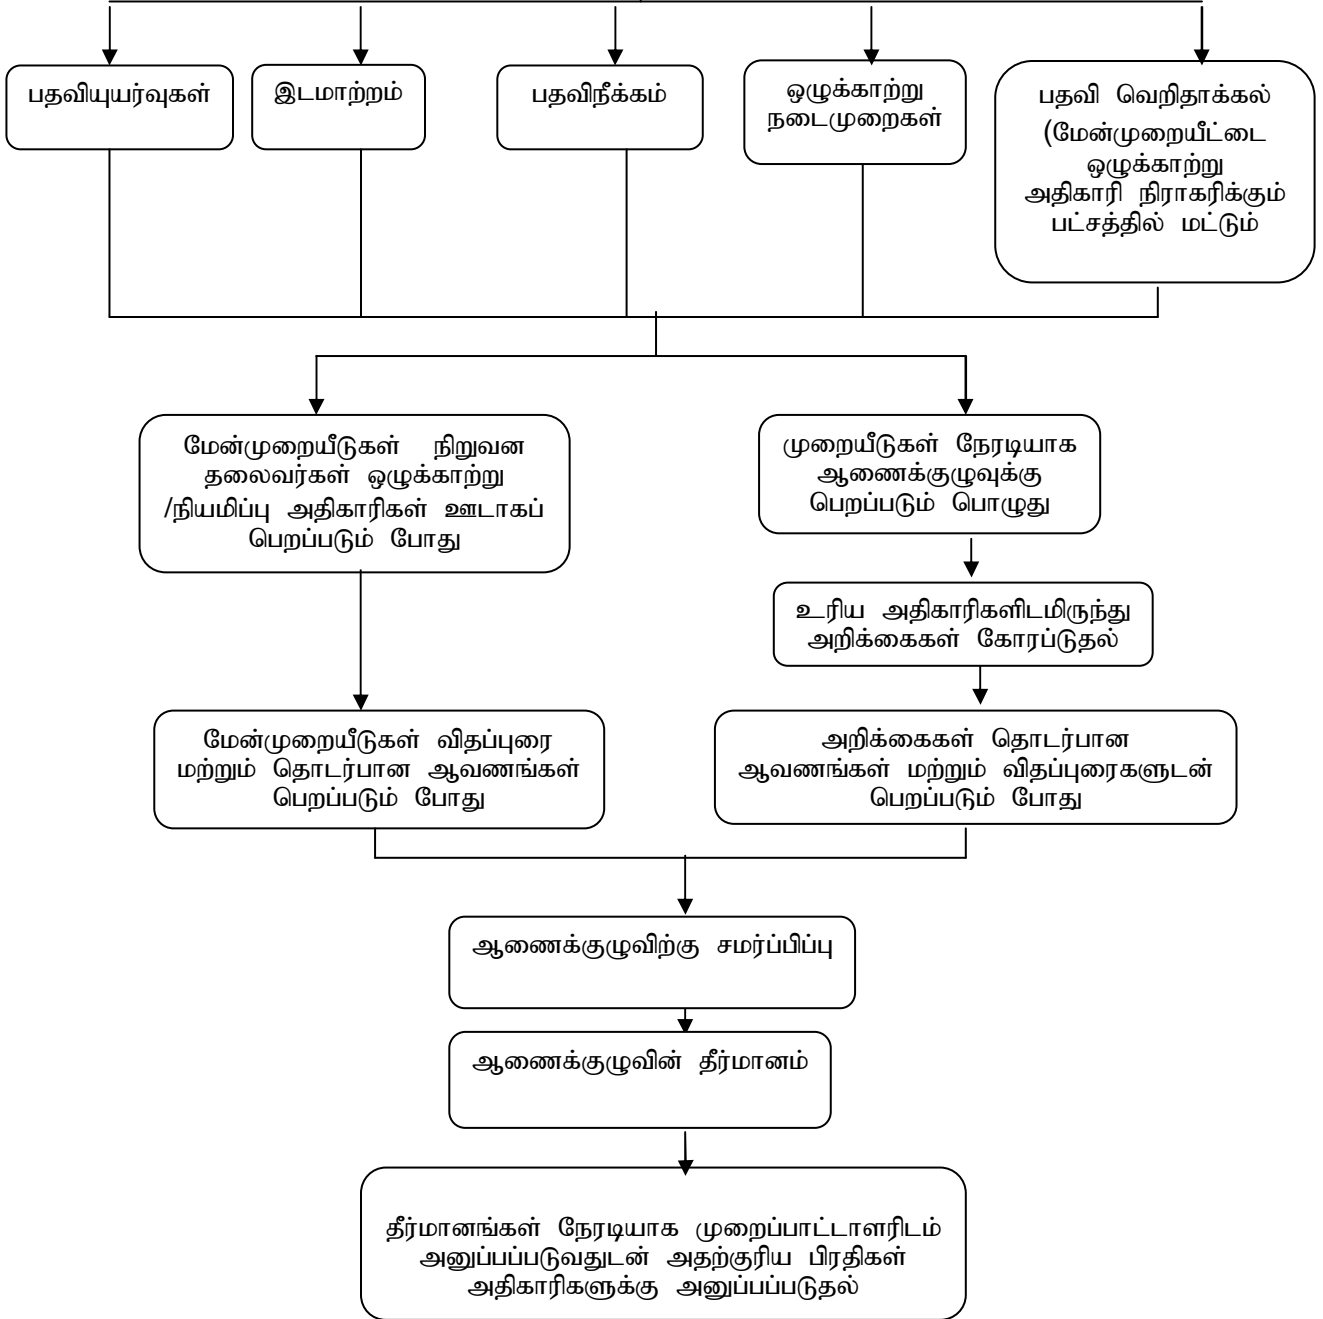 பதவியுயர்வுகள்
இடமாற்றம்
பதவிநீக்கம்
ஒழுக்காற்று
நடைமுறைகள்
பதவி வெறிதாக்கல்
(மேன்முறையீட்டை
ஒழுக்காற்று
அதிகாரி நிராகரிக்கும்
பட்சத்தில் மட்டும்
மேன்முறையீடுகள் நிறுவன
தலைவர்கள் ஒழுக்காற்று
/நியமிப்பு அதிகாரிகள் ஊடாகப்
பெறப்படும் போது
முறையீடுகள் நேரடியாக
ஆணைக்குழுவுக்கு
பெறப்படும் பொழுது
உரிய அதிகாரிகளிடமிருந்து
அறிக்கைகள் கோரப்டுதல்
மேன்முறையீடுகள் விதப்புரை
மற்றும் தொடர்பான ஆவணங்கள்
பெறப்படும் போது
அறிக்கைகள் தொடர்பான
ஆவணங்கள் மற்றும் விதப்புரைகளுடன்
பெறப்படும் போது
ஆணைக்குழுவிற்கு சமர்ப்பிப்பு
ஆணைக்குழுவின் தீர்மானம்
தீர்மானங்கள் நேரடியாக முறைப்பாட்டாளரிடம்
அனுப்பப்படுவதுடன் அதற்குரிய பிரதிகள்
அதிகாரிகளுக்கு அனுப்பப்படுதல்